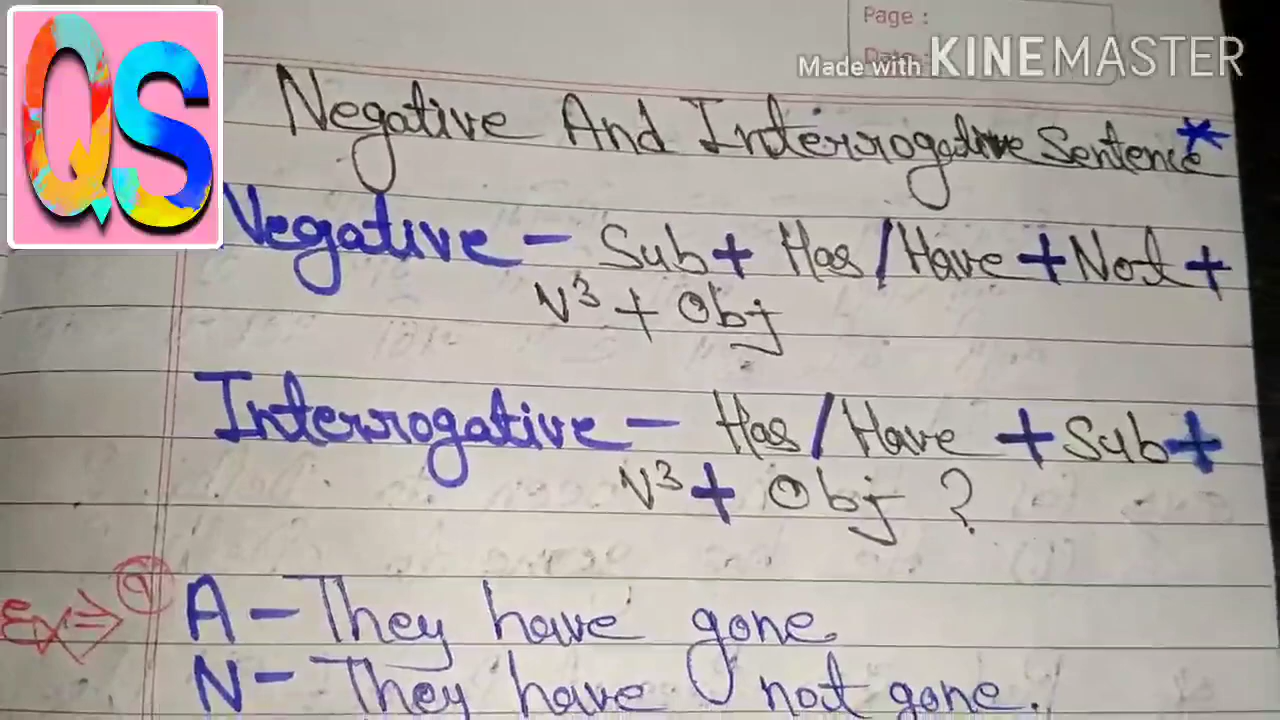 QS
Page :
Date
Made with KINEMASTER
Negative And Interrogative Sentence *
Negative - Sub + Has / Have + Not +
V³ + Obj
Interrogative - Has / Have + Sub +
V³ + Obj ?
Ex ⇒
A - They have gone.
N - They have not gone.